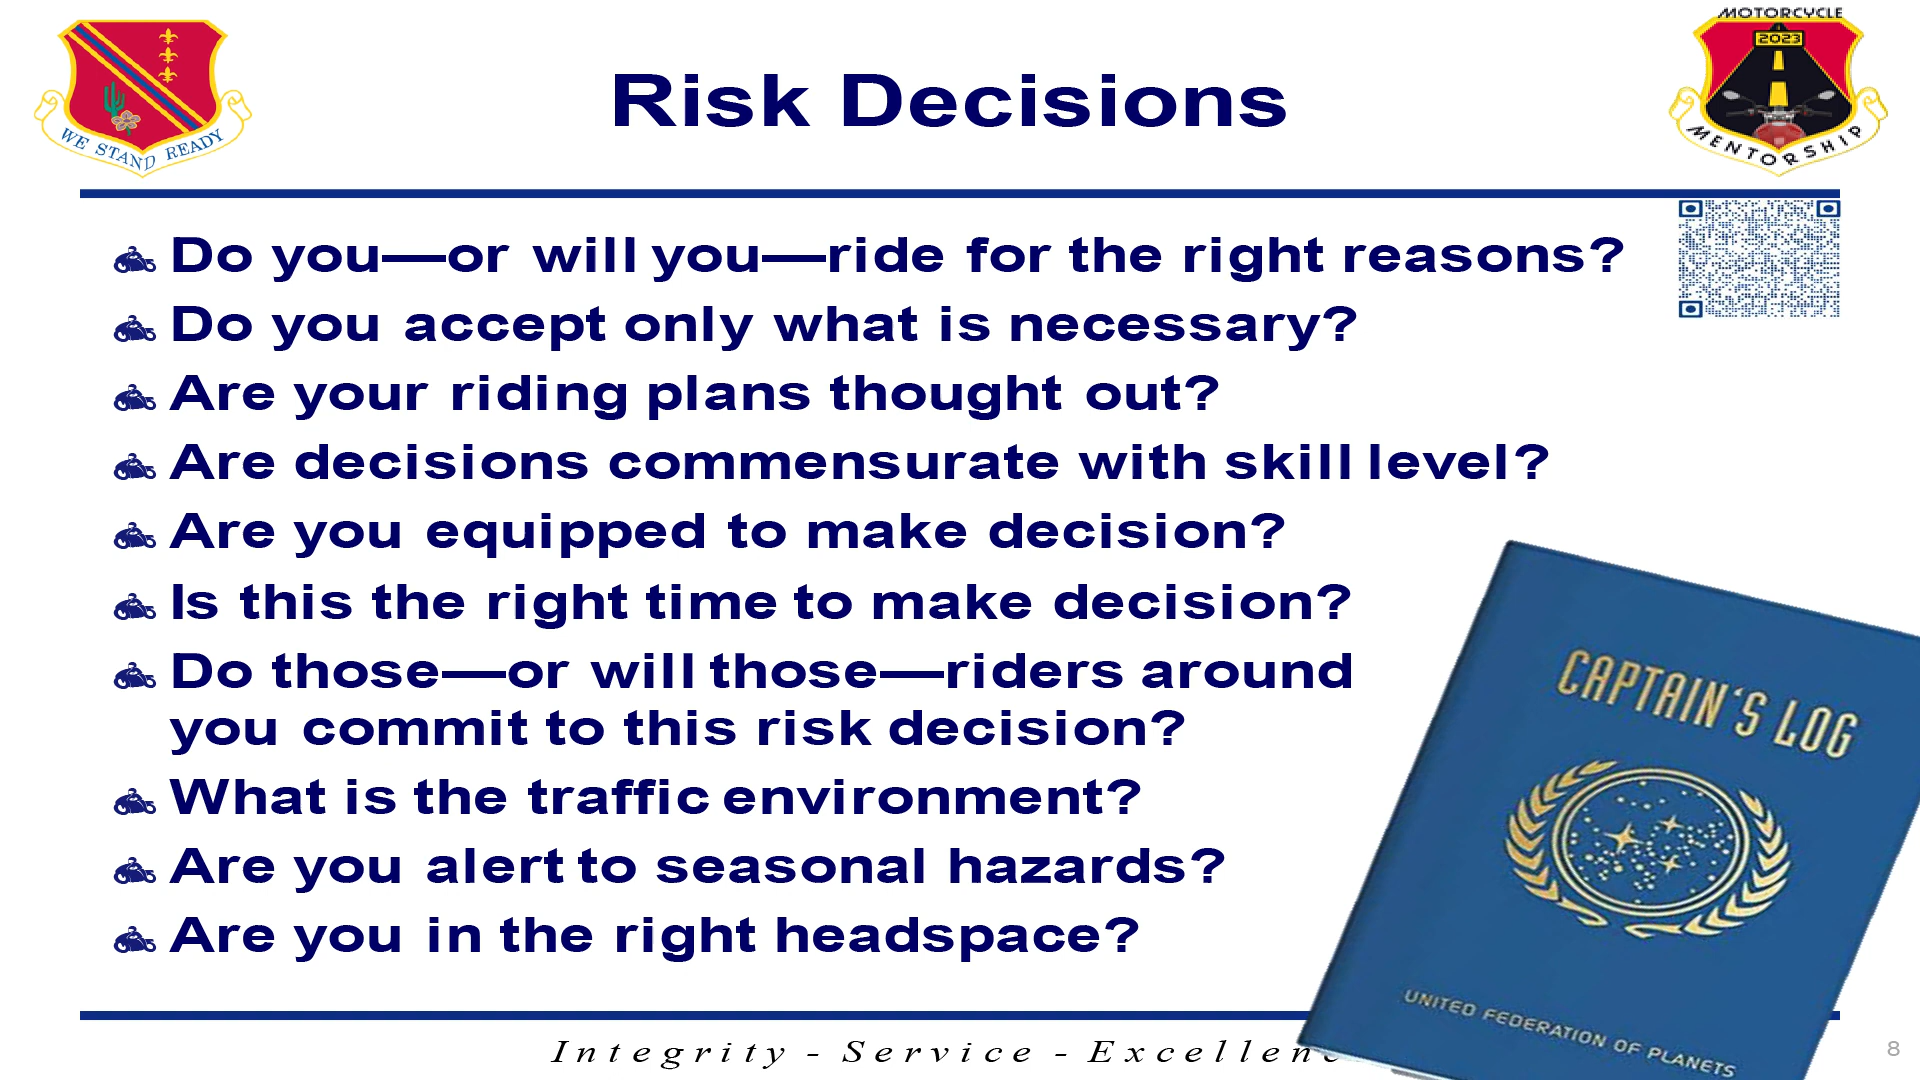 MOTORCYCLE
2023
MENTORSHIP
WE STAND READY
Risk Decisions
Do you—or will you—ride for the right reasons?
Do you accept only what is necessary?
Are your riding plans thought out?
Are decisions commensurate with skill level?
Are you equipped to make decision?
Is this the right time to make decision?
Do those—or will those—riders around
you commit to this risk decision?
What is the traffic environment?
Are you alert to seasonal hazards?
Are you in the right headspace?
CAPTAIN'S LOG
UNITED FEDERATION OF PLANETS
Integrity - Service - Excellenc
8